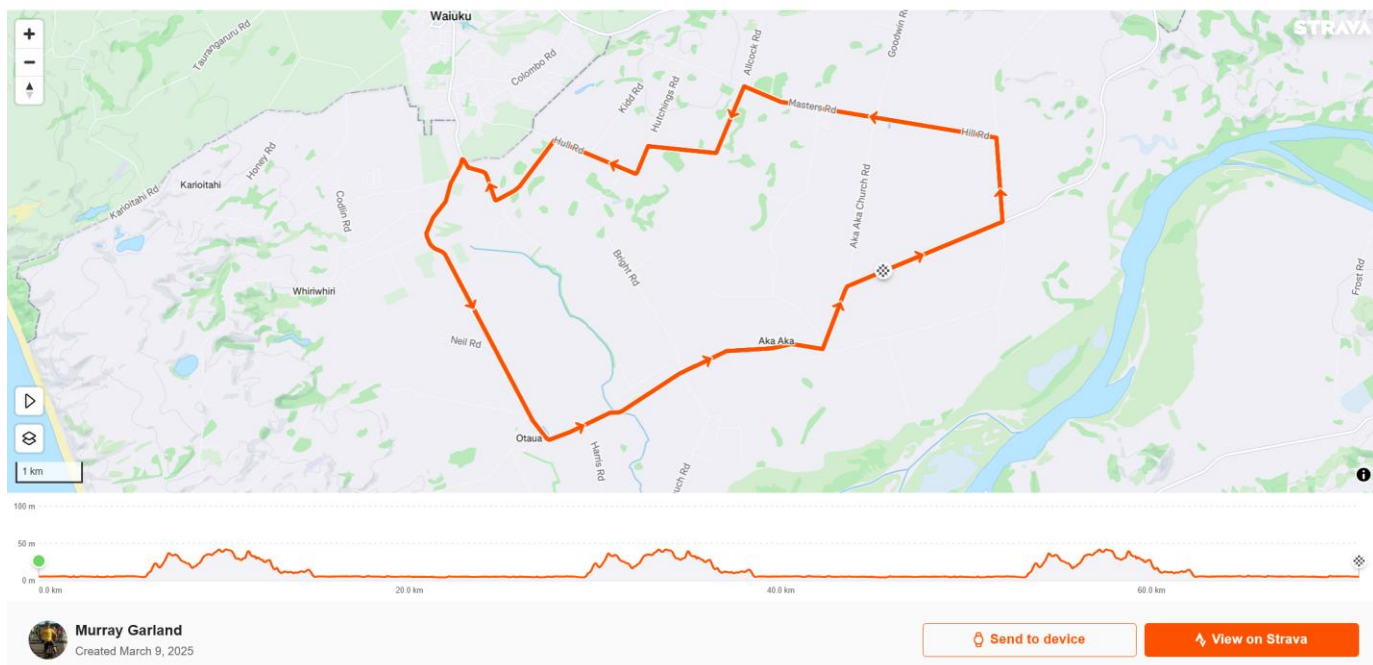 Waiuku
STRAVA
Tauranganui Rd
Colombo Rd
Allcock Rd
Goodwin R
Kidd Rd
Hutchings Rd
Masters Rd
Hill Rd
Hull Rd
Honey Rd
Karioitahi
Karioitahi Rd
Codlin Rd
Aka Aka Church Rd
Bright Rd
Frost Rd
Whiriwhiri
Neil Rd
Aka Aka
Otaua
Harris Rd
uch Rd
1 km
100 m
50 m
0 m
0.0 km
20.0 km
40.0 km
60.0 km
Murray Garland
Created March 9, 2025
Send to device
View on Strava